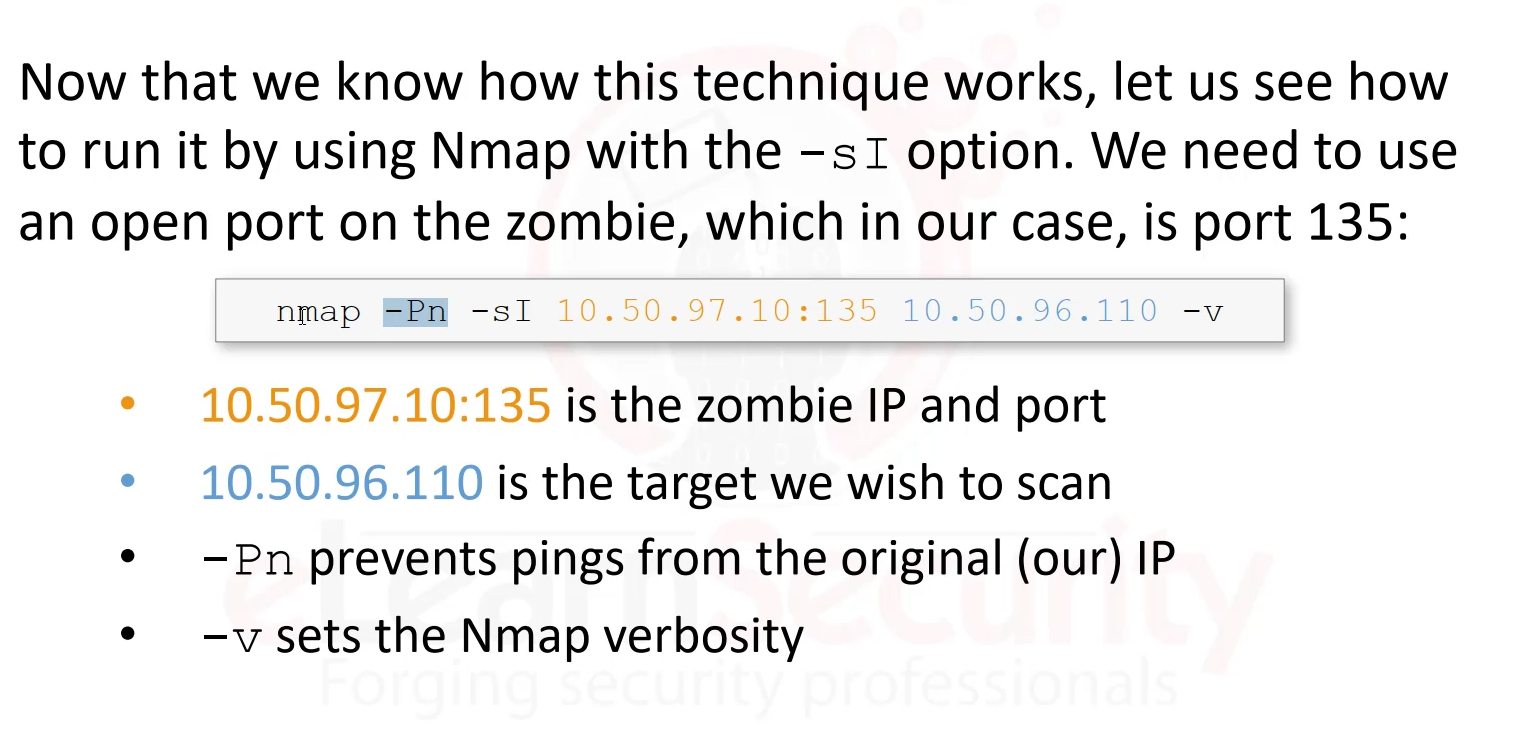 Now that we know how this technique works, let us see how
to run it by using Nmap with the -sI option. We need to use
an open port on the zombie, which in our case, is port 135:
nmap -Pn -sI 10.50.97.10:135 10.50.96.110 -v
• 10.50.97.10:135 is the zombie IP and port
• 10.50.96.110 is the target we wish to scan
• -Pn prevents pings from the original (our) IP
• -v sets the Nmap verbosity
eLearnSecurity
Forging security professionals